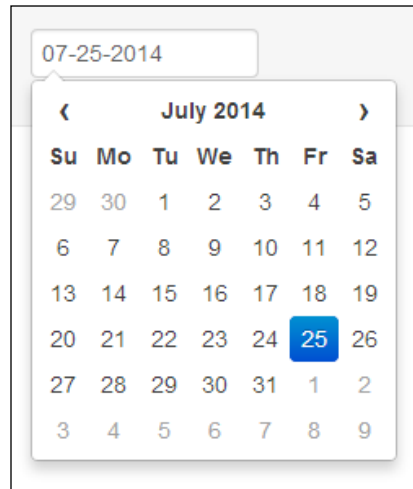 07-25-2014
‹ July 2014 ›
Su Mo Tu We Th Fr Sa
29 30 1 2 3 4 5
6 7 8 9 10 11 12
13 14 15 16 17 18 19
20 21 22 23 24 25 26
27 28 29 30 31 1 2
3 4 5 6 7 8 9